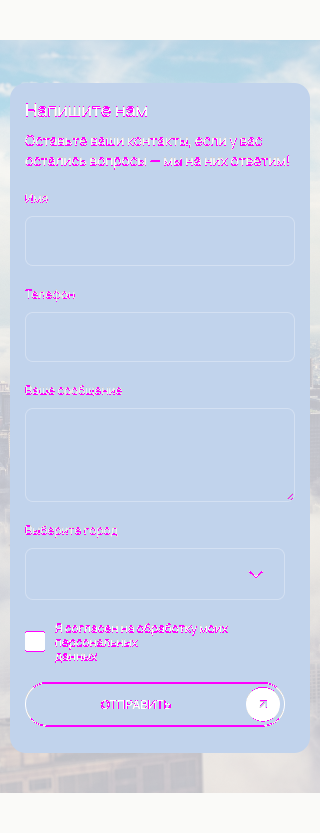 Напишите нам
Оставьте ваши контакты, если у вас
остались вопросы — мы на них ответим!
Имя
Телефон
Ваше сообщение
Выберите город
Я согласен на обработку моих
персональных
данных
ОТПРАВИТЬ